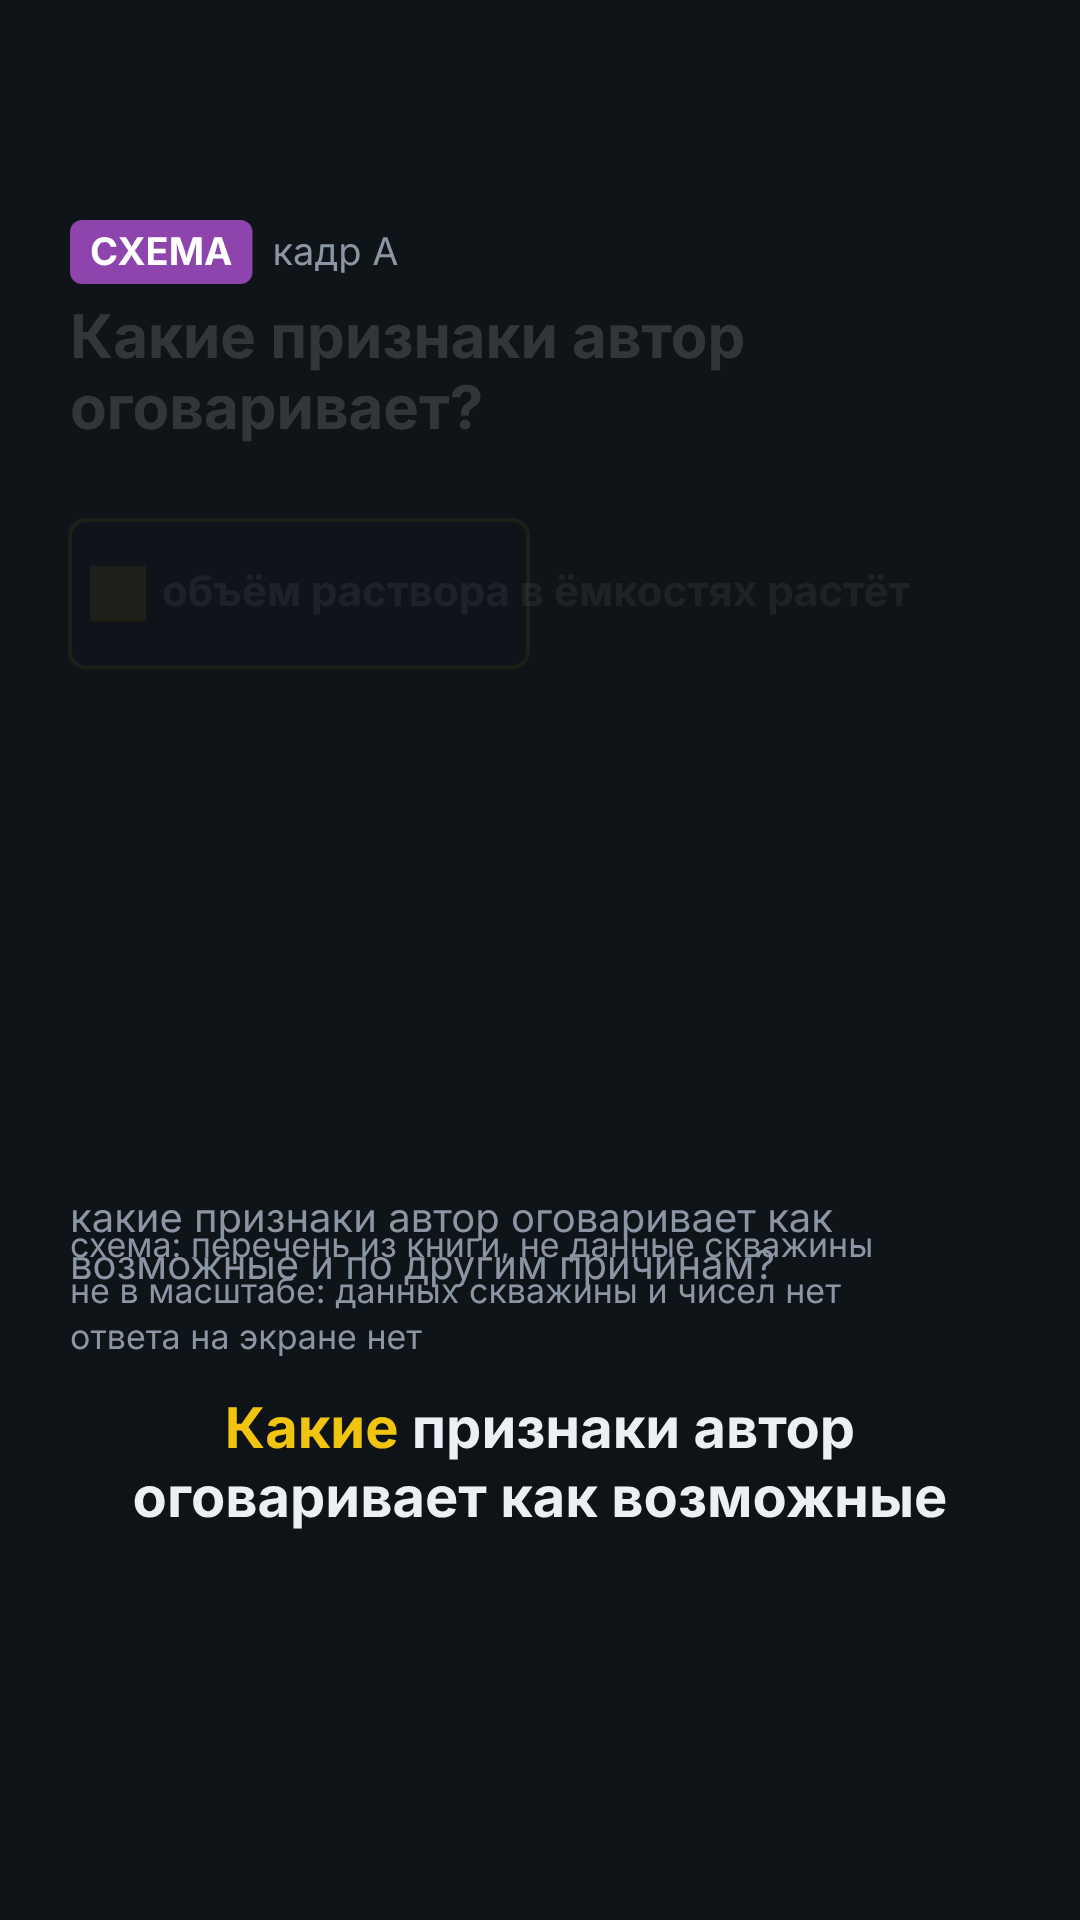 СХЕМА кадр А
Какие признаки автор
оговаривает?
объём раствора в ёмкостях растёт
какие признаки автор оговаривает как
схема: перечень из книги, не данные скважины
возможные и по другим причинам?
не в масштабе: данных скважины и чисел нет
ответа на экране нет
Какие признаки автор
оговаривает как возможные